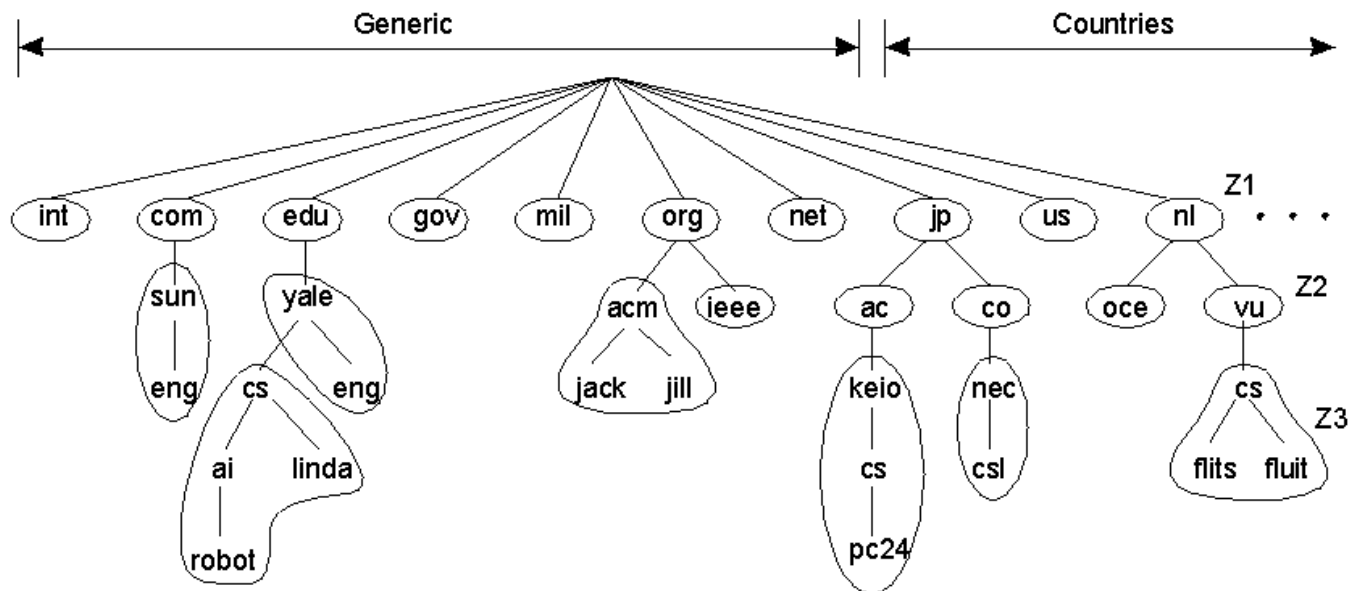 Generic Countries
Z1
int com edu gov mil org net jp us nl . . .
Z2
sun yale acm ieee ac co oce vu
eng cs eng jack jill keio nec cs
Z3
ai linda cs csl flits fluit
robot pc24